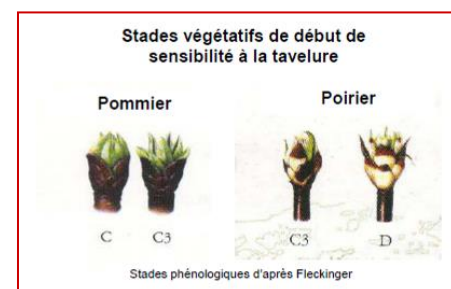 Stades végétatifs de début de
sensibilité à la tavelure
Pommier
Poirier
C
C3
C3
D
Stades phénologiques d'après Fleckinger